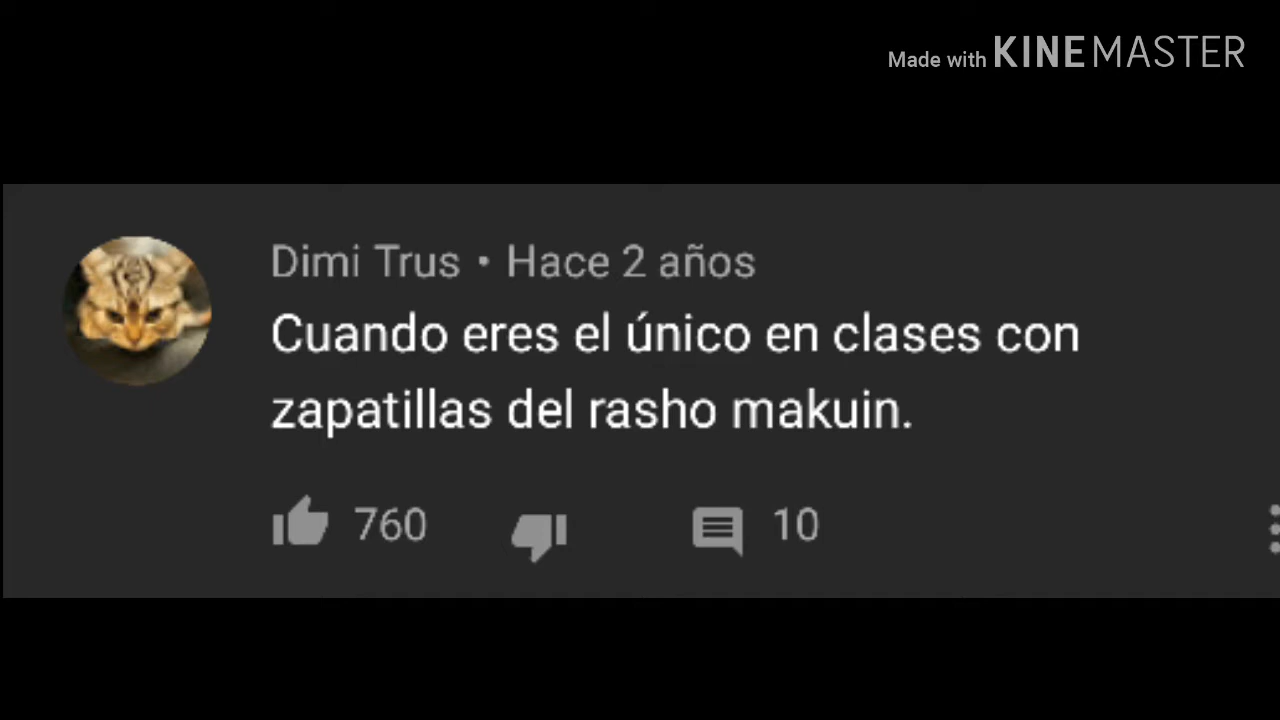 Made with KINEMASTER
Dimi Trus • Hace 2 años
Cuando eres el único en clases con
zapatillas del rasho makuin.
760 10